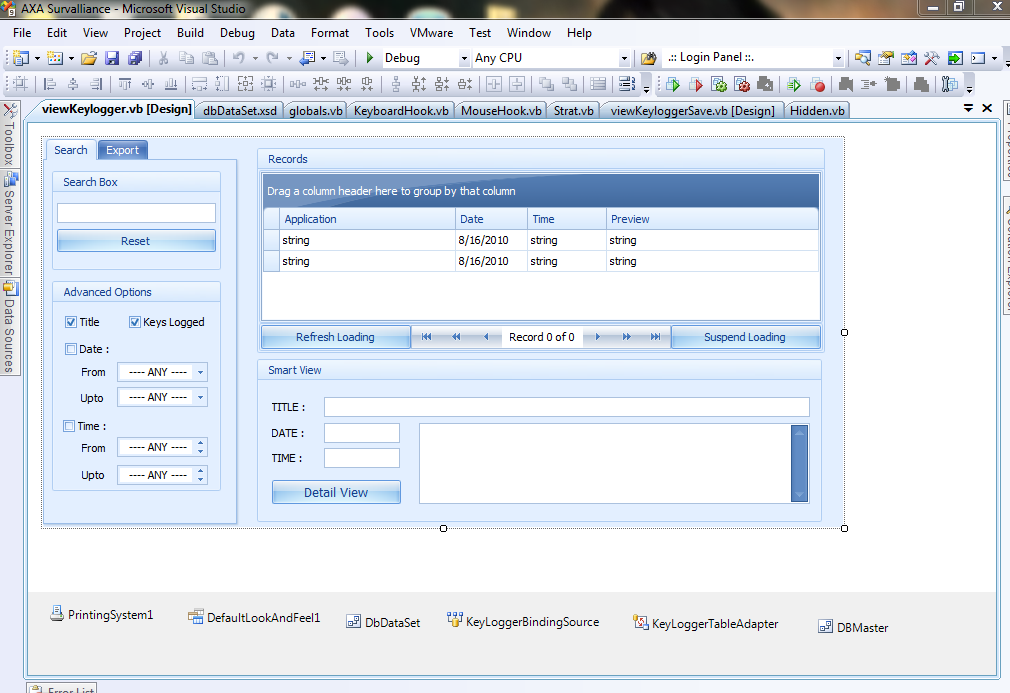 AXA Survalliance - Microsoft Visual Studio
File Edit View Project Build Debug Data Format Tools VMware Test Window Help
Debug Any CPU .:: Login Panel ::.
viewKeylogger.vb [Design] dbDataSet.xsd globals.vb KeyboardHook.vb MouseHook.vb Strat.vb viewKeyloggerSave.vb [Design] Hidden.vb
Toolbox
Server Explorer
Data Sources
Search Export
Search Box
Reset
Advanced Options
Title Keys Logged
Date :
From ---- ANY ----
Upto ---- ANY ----
Time :
From ---- ANY ----
Upto ---- ANY ----
Records
Drag a column header here to group by that column
Application Date Time Preview
string 8/16/2010 string string
string 8/16/2010 string string
Refresh Loading Record 0 of 0 Suspend Loading
Smart View
TITLE :
DATE :
TIME :
Detail View
PrintingSystem1 DefaultLookAndFeel1 DbDataSet KeyLoggerBindingSource KeyLoggerTableAdapter DBMaster
Error List